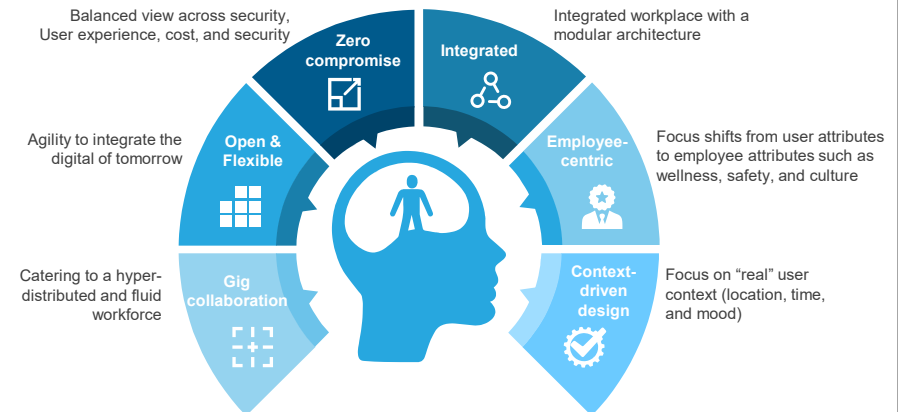 Balanced view across security,
User experience, cost, and security
Zero
compromise
Integrated workplace with a
modular architecture
Integrated
Agility to integrate the
digital of tomorrow
Open &
Flexible
Employee-
centric
Focus shifts from user attributes
to employee attributes such as
wellness, safety, and culture
Catering to a hyper-
distributed and fluid
workforce
Gig
collaboration
Context-
driven
design
Focus on “real” user
context (location, time,
and mood)